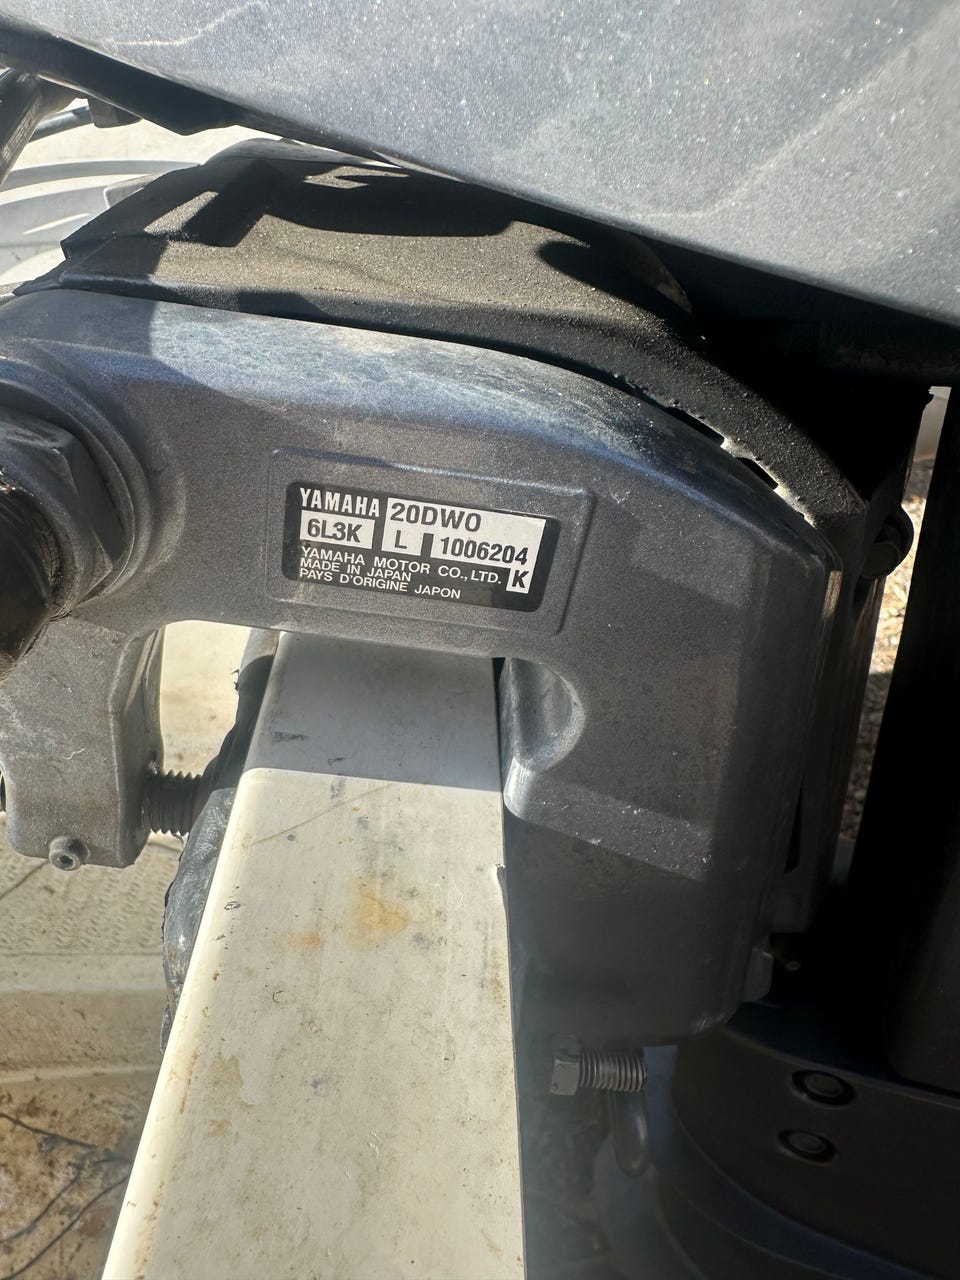 YAMAHA 20DWO
6L3K L 1006204
YAMAHA MOTOR CO., LTD. K
MADE IN JAPAN
PAYS D'ORIGINE JAPON